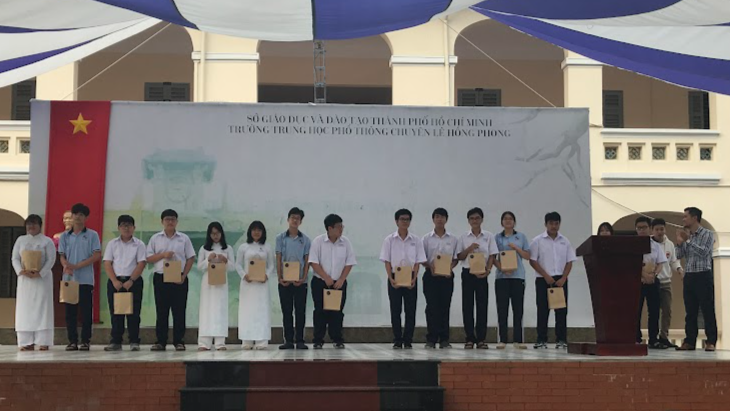 SỞ GIÁO DỤC VÀ ĐÀO TẠO THÀNH PHỐ HỒ CHÍ MINH
TRƯỜNG TRUNG HỌC PHỔ THÔNG CHUYÊN LÊ HỒNG PHONG